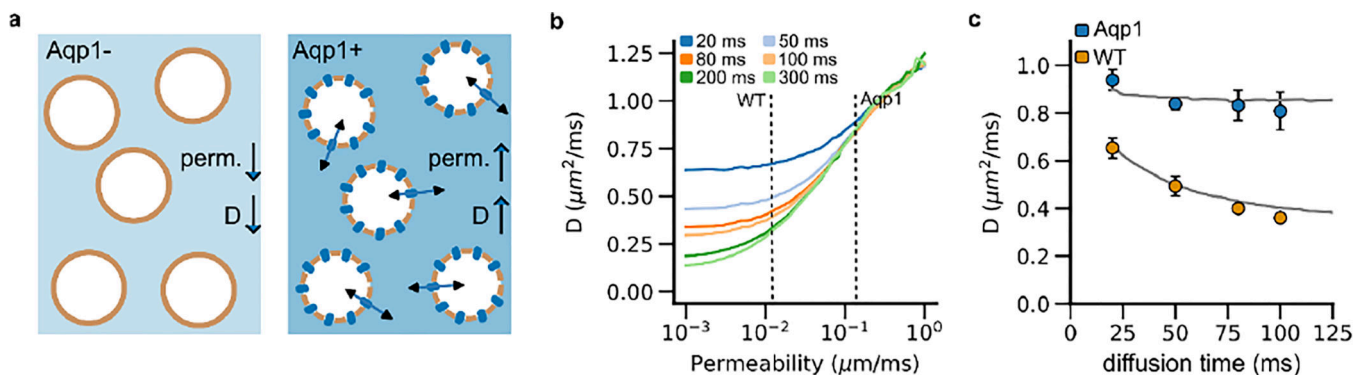 a
Aqp1-
perm.
D
Aqp1+
perm.
D
b
20 ms
50 ms
80 ms
100 ms
200 ms
300 ms
WT
Aqp1
1.25
1.00
0.75
0.50
0.25
0.00
D (μm²/ms)
10⁻³
10⁻²
10⁻¹
10⁰
Permeability (μm/ms)
c
Aqp1
WT
1.0
0.8
0.6
0.4
0.2
0.0
D (μm²/ms)
0
25
50
75
100
125
diffusion time (ms)